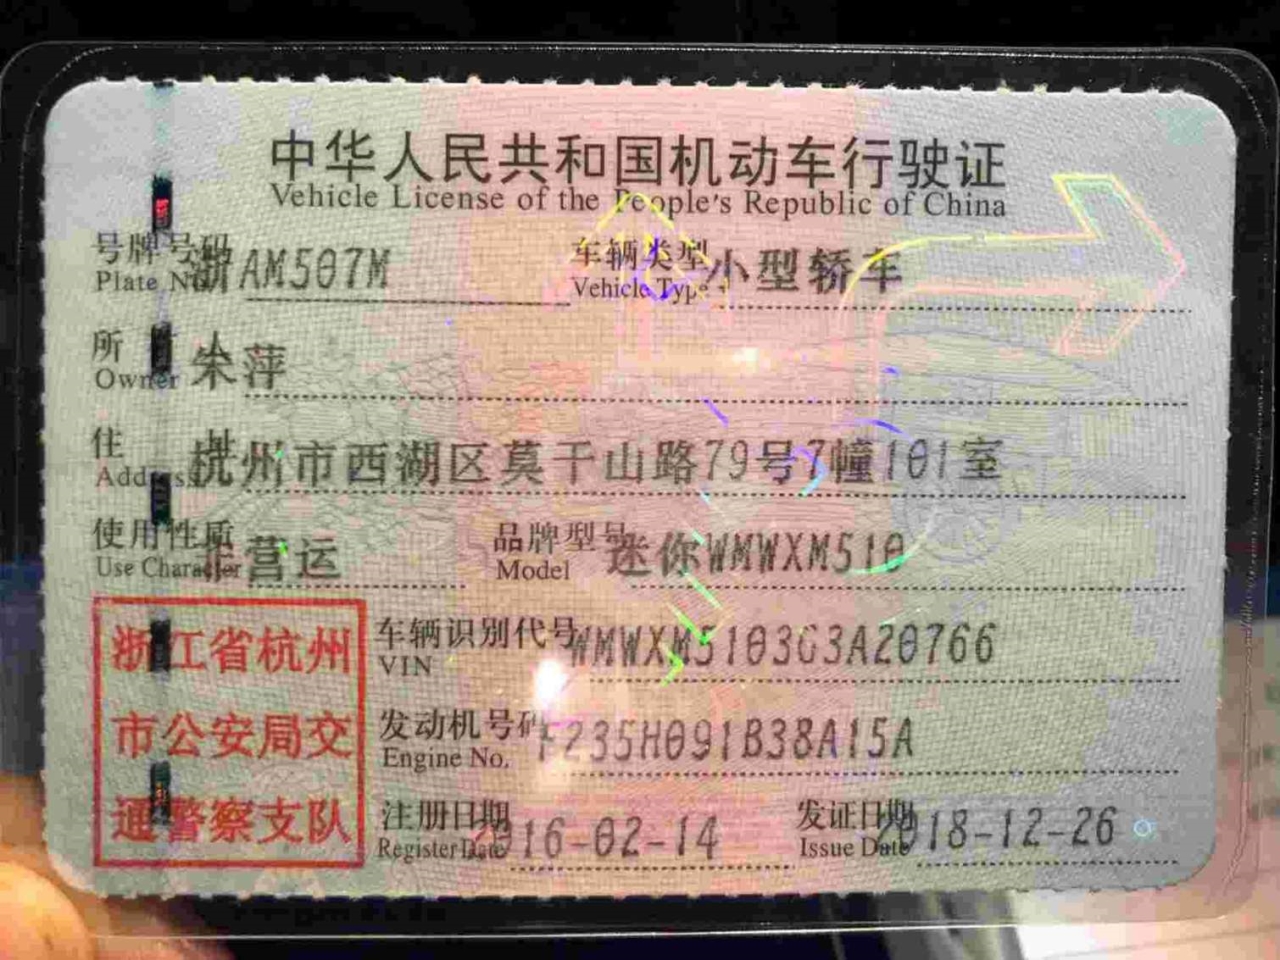 中华人民共和国机动车行驶证
Vehicle License of the People's Republic of China
号牌号码 浙AM507M 车辆类型 小型轿车
Plate No. Vehicle Type
所有人 朱萍
Owner
住址 杭州市西湖区莫干山路79号7幢101室
Address
使用性质 非营运 品牌型号 迷你WMWXM510
Use Character Model
浙江省杭州
市公安局交
通警察支队
车辆识别代号 WMWXM5103G3A20766
VIN
发动机号码 F235H091B38A15A
Engine No.
注册日期 2016-02-14 发证日期 2018-12-26
Register Date Issue Date